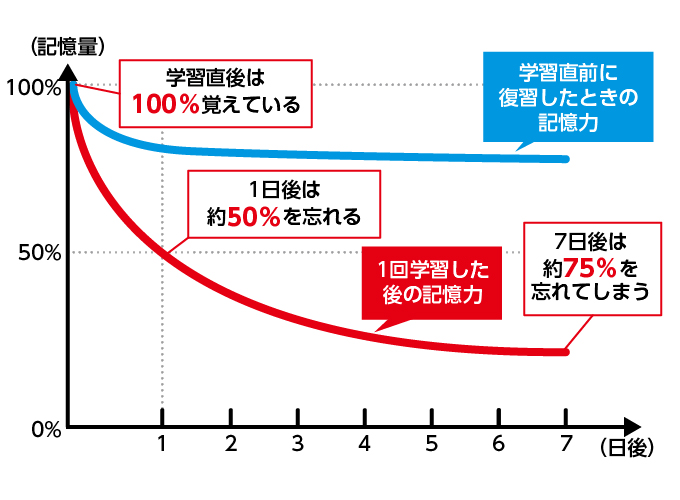 （記憶量）
100%
学習直後は
100％覚えている
学習直前に
復習したときの
記憶力
1日後は
約50％を忘れる
50%
7日後は
約75％を
忘れてしまう
1回学習した
後の記憶力
0%
1 2 3 4 5 6 7 （日後）